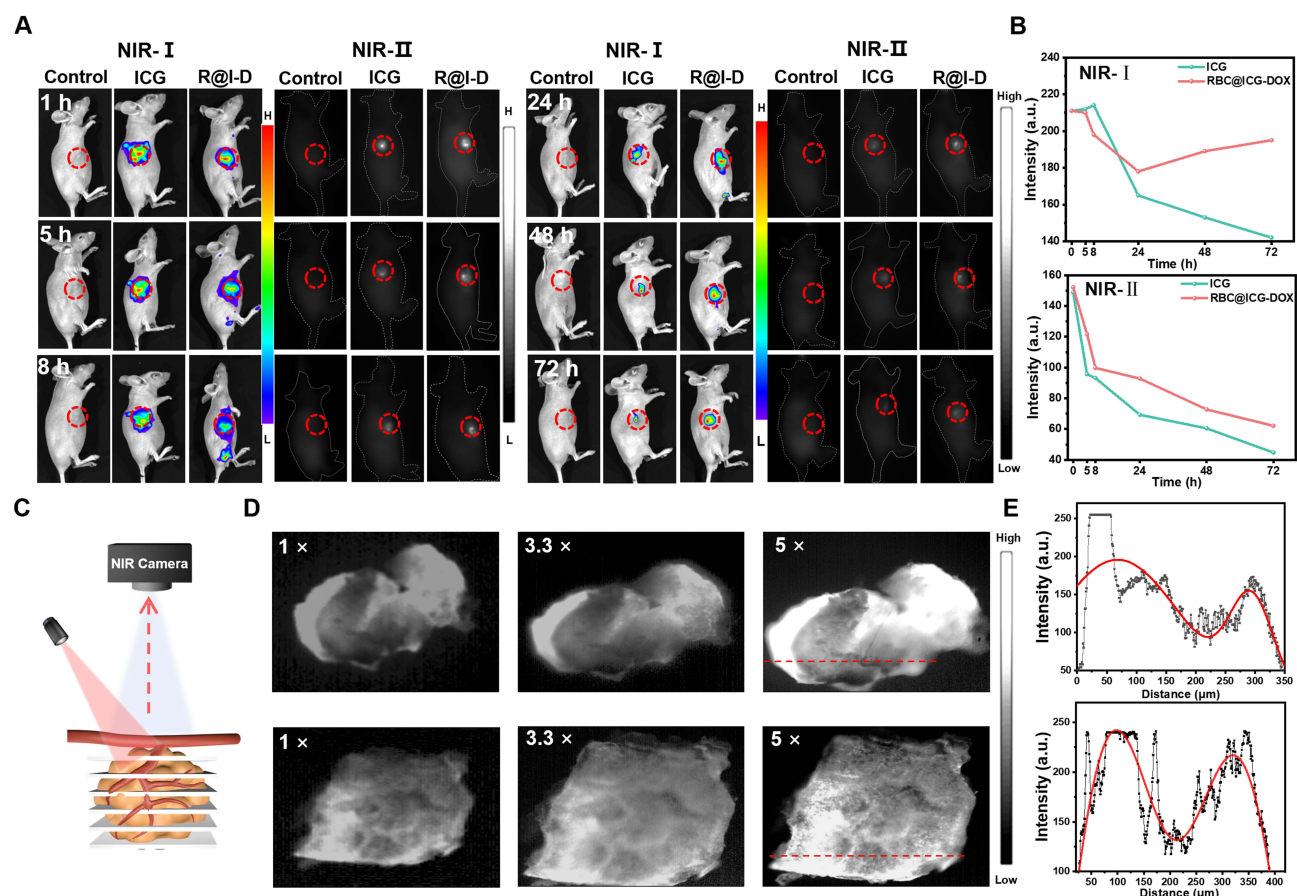 A
NIR-Ⅰ
NIR-Ⅱ
NIR-Ⅰ
NIR-Ⅱ
Control ICG R@I-D
Control ICG R@I-D
Control ICG R@I-D
Control ICG R@I-D
1 h
5 h
8 h
H
L
H
L
24 h
48 h
72 h
H
L
High
Low
B
NIR-Ⅰ
ICG
RBC@ICG-DOX
Intensity (a.u.)
240
220
200
180
160
140
0 5 8 24 48 72
Time (h)
NIR-Ⅱ
ICG
RBC@ICG-DOX
Intensity (a.u.)
160
140
120
100
80
60
40
0 5 8 24 48 72
Time (h)
C
NIR Camera
D
1 ×
3.3 ×
5 ×
1 ×
3.3 ×
5 ×
High
Low
E
Intensity (a.u.)
250
200
150
100
50
0 50 100 150 200 250 300 350
Distance (μm)
Intensity (a.u.)
250
200
150
100
50 100 150 200 250 300 350 400
Distance (μm)